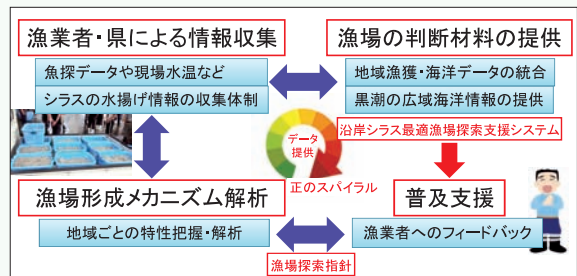 漁業者・県による情報収集
魚探データや現場水温など
シラスの水揚げ情報の収集体制
漁場の判断材料の提供
地域漁獲・海洋データの統合
黒潮の広域海洋情報の提供
沿岸シラス最適漁場探索支援システム
データ
提供
正のスパイラル
漁場形成メカニズム解析
地域ごとの特性把握・解析
普及支援
漁業者へのフィードバック
漁場探索指針